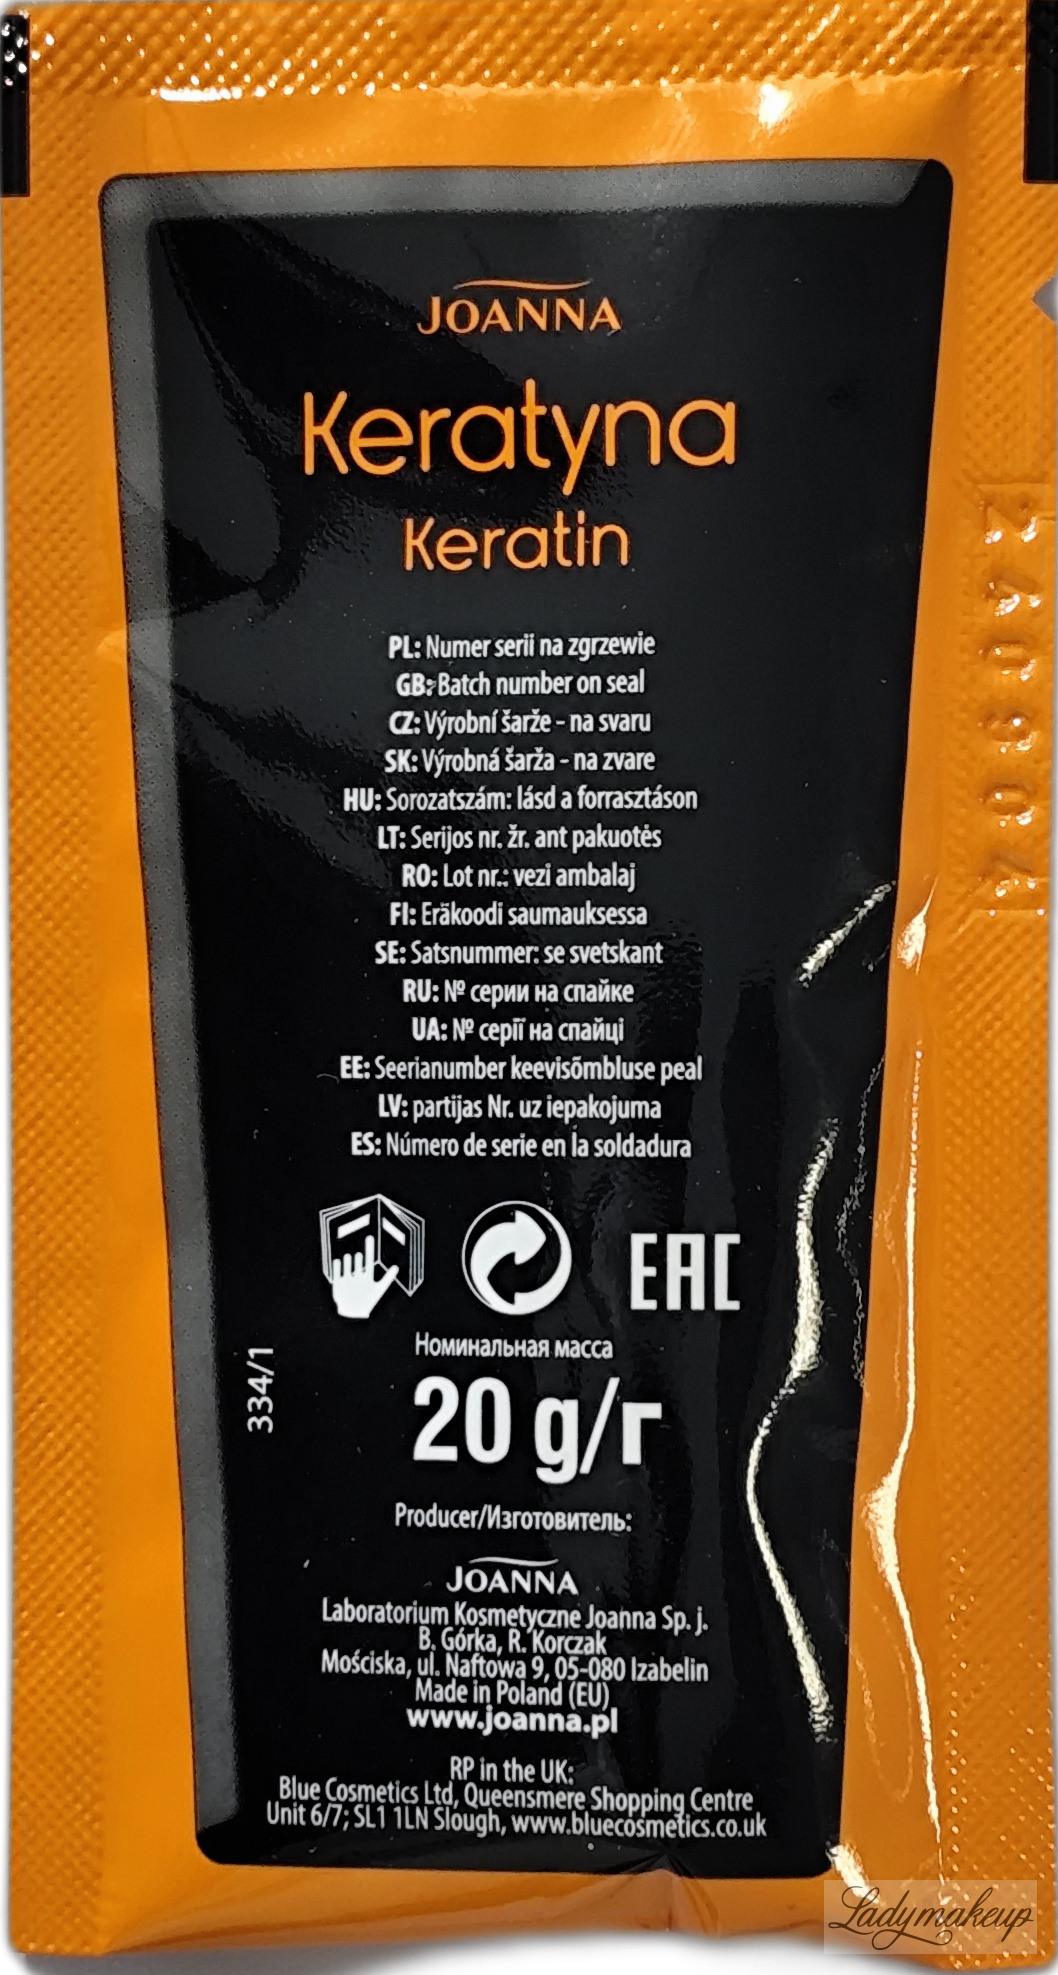 JOANNA
Keratyna
Keratin
PL: Numer serii na zgrzewie
GB: Batch number on seal
CZ: Výrobní šarže - na svaru
SK: Výrobná šarža - na zvare
HU: Sorozatszám: lásd a forrasztáson
LT: Serijos nr. žr. ant pakuotės
RO: Lot nr.: vezi ambalaj
FI: Eräkoodi saumauksessa
SE: Satsnummer: se svetskant
RU: № серии на спайке
UA: № серії на спайці
EE: Seerianumber keevisõmbluse peal
LV: partijas Nr. uz iepakojuma
ES: Número de serie en la soldadura
EAC
Номинальная масса
20 g/г
334/1
Producer/Изготовитель:
JOANNA
Laboratorium Kosmetyczne Joanna Sp. j.
B. Górka, R. Korczak
Mościska, ul. Naftowa 9, 05-080 Izabelin
Made in Poland (EU)
www.joanna.pl
RP in the UK:
Blue Cosmetics Ltd, Queensmere Shopping Centre
Unit 6/7; SL1 1LN Slough, www.bluecosmetics.co.uk
Ladymakeup